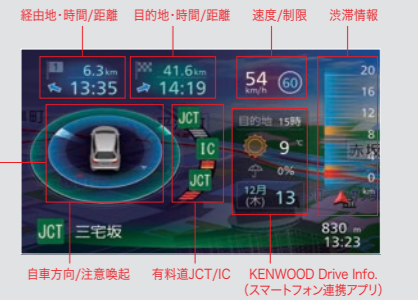 経由地・時間/距離
目的地・時間/距離
速度/制限
渋滞情報
1 6.3km
13:35
41.6km
14:19
54 km/h
60
20
16
12
8
4
0
km
JCT
IC
JCT
目的地 15時
9℃
0%
12月
(木) 13
赤坂
JCT 三宅坂
830 m
13:23
自車方向/注意喚起
有料道JCT/IC
KENWOOD Drive Info.
(スマートフォン連携アプリ)